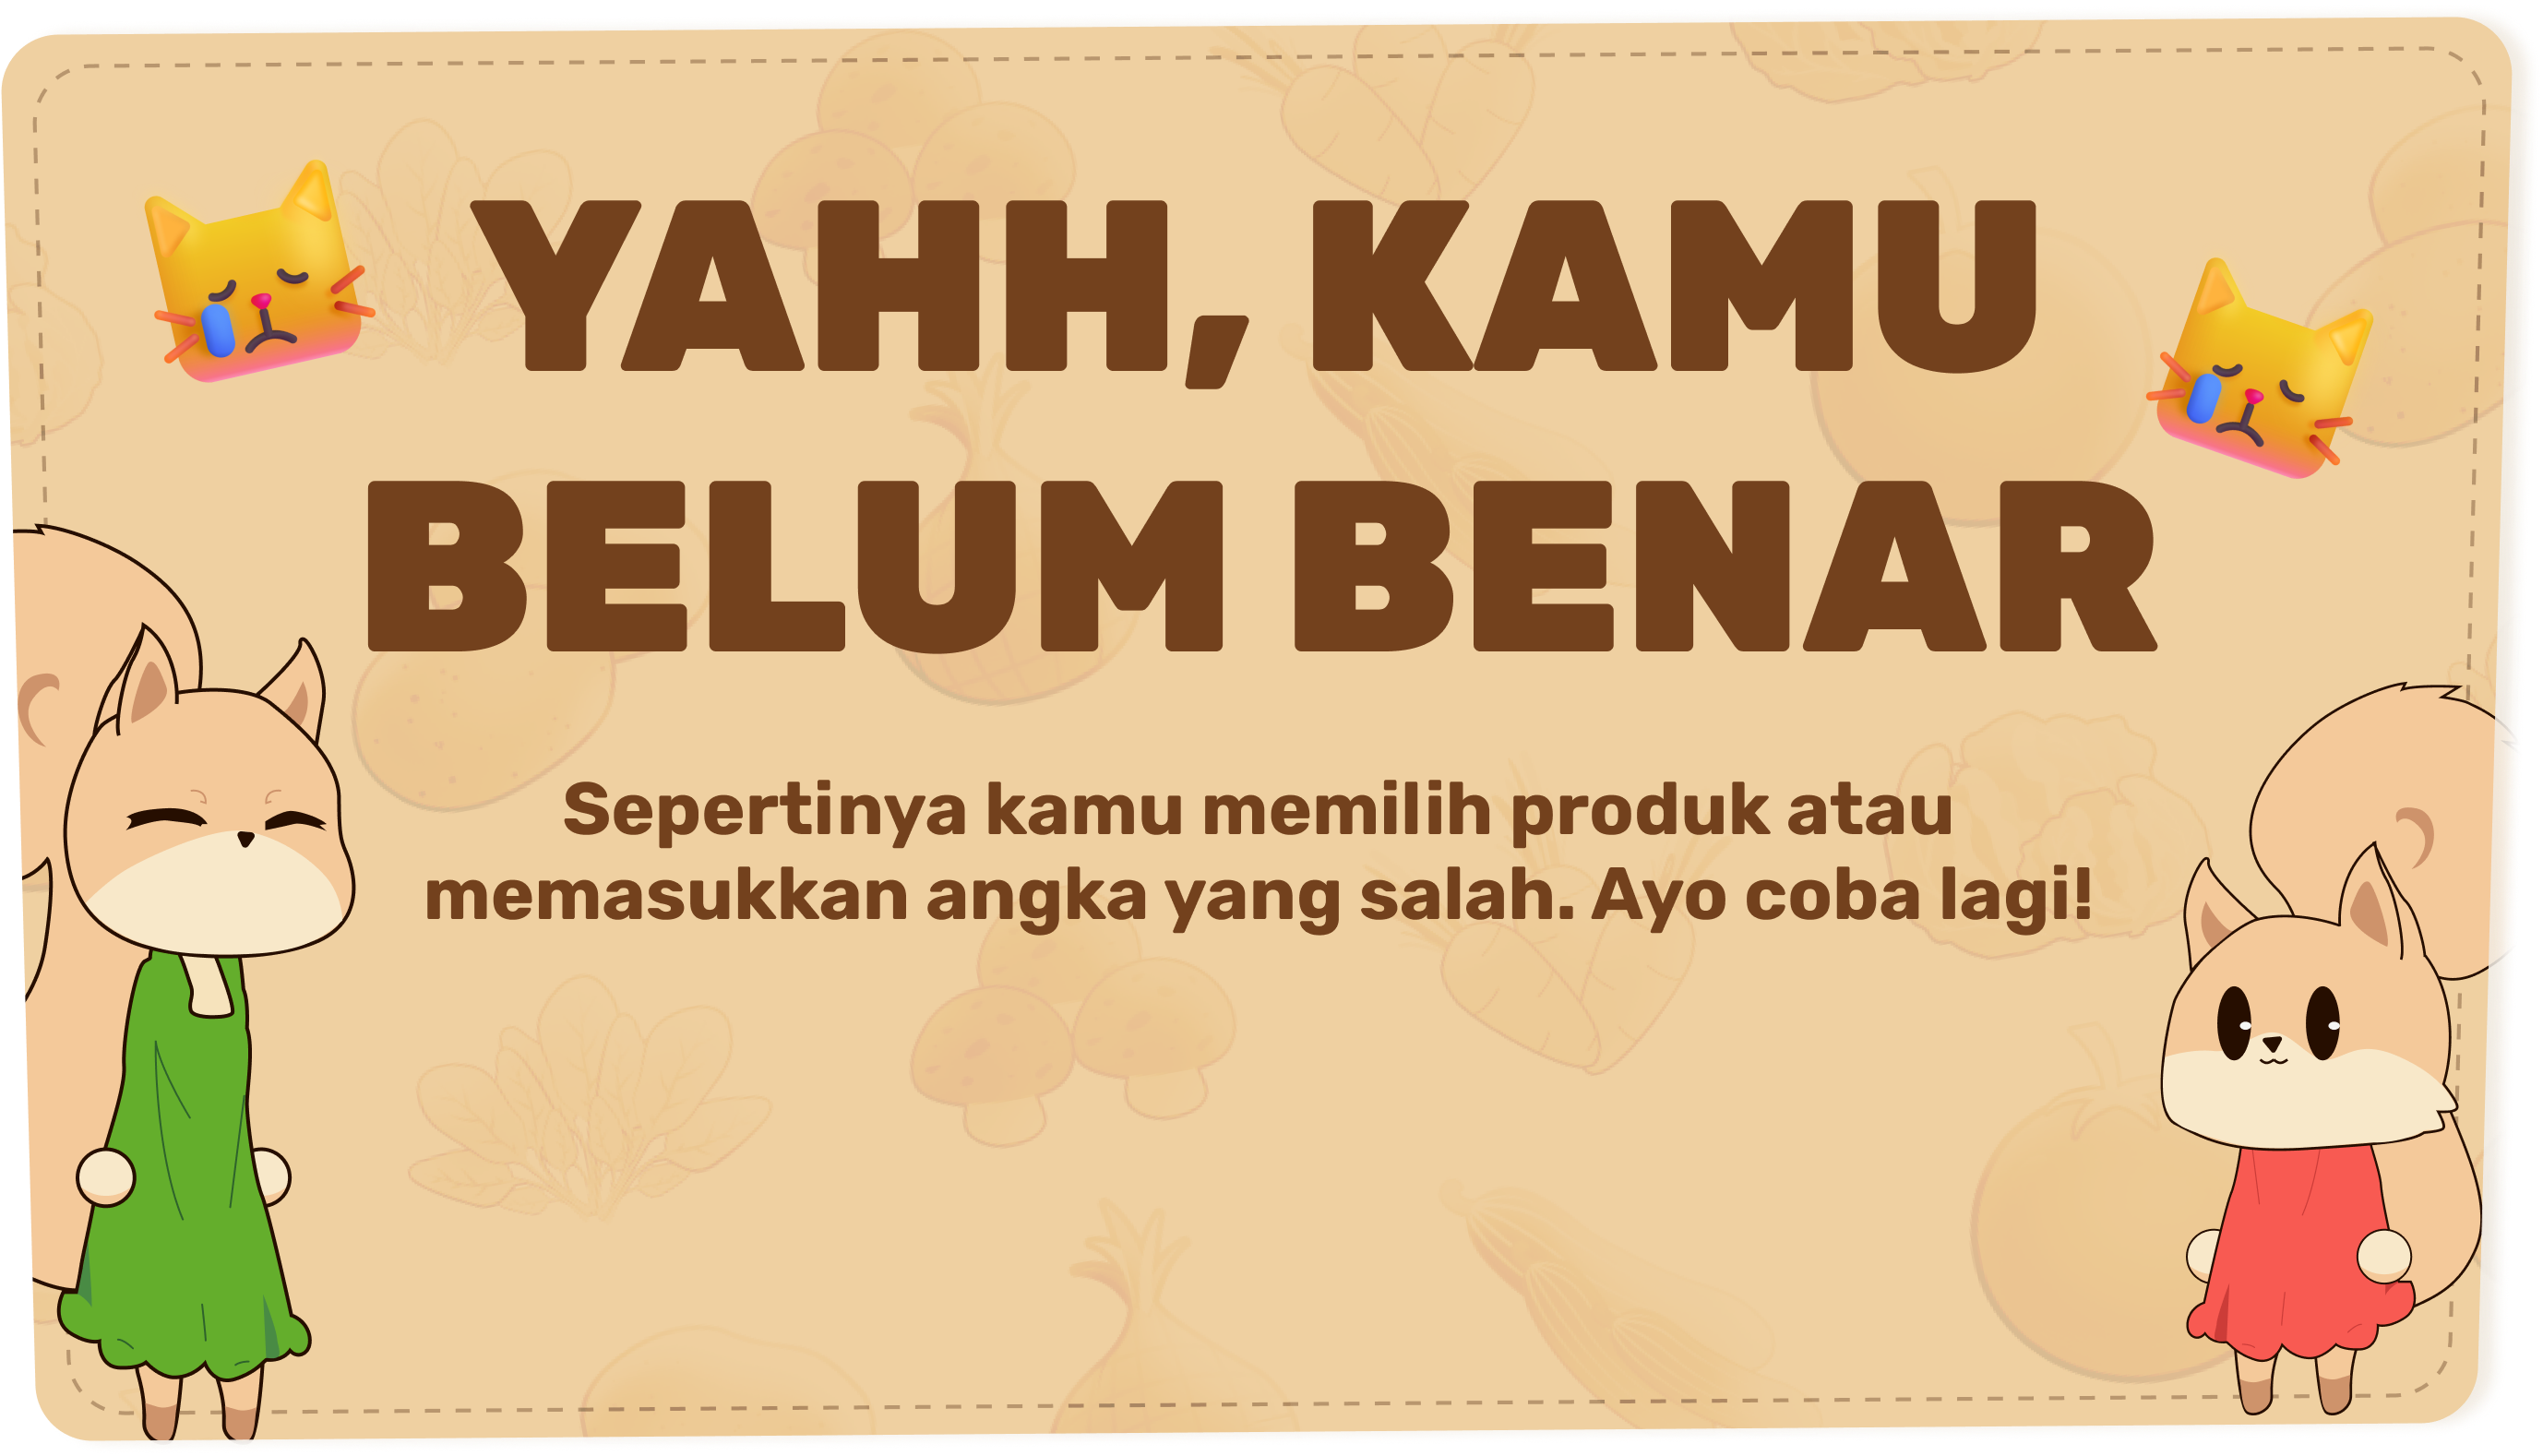 YAHH, KAMU
BELUM BENAR
Sepertinya kamu memilih produk atau
memasukkan angka yang salah. Ayo coba lagi!